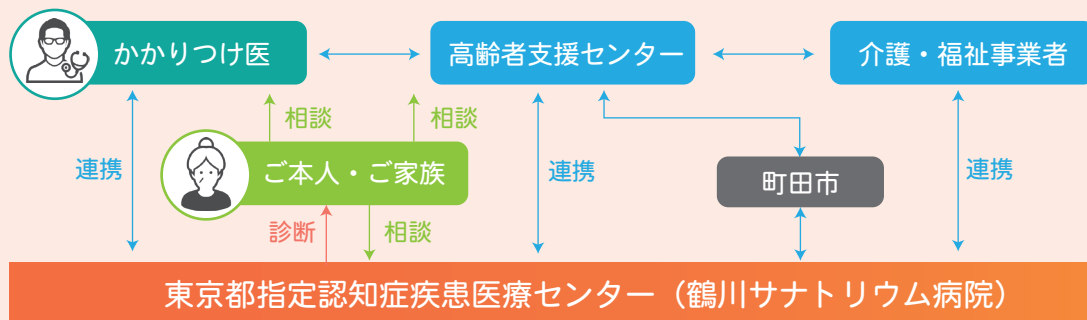 かかりつけ医
高齢者支援センター
介護・福祉事業者
相談
相談
連携
ご本人・ご家族
連携
町田市
連携
診断
相談
東京都指定認知症疾患医療センター（鶴川サナトリウム病院）